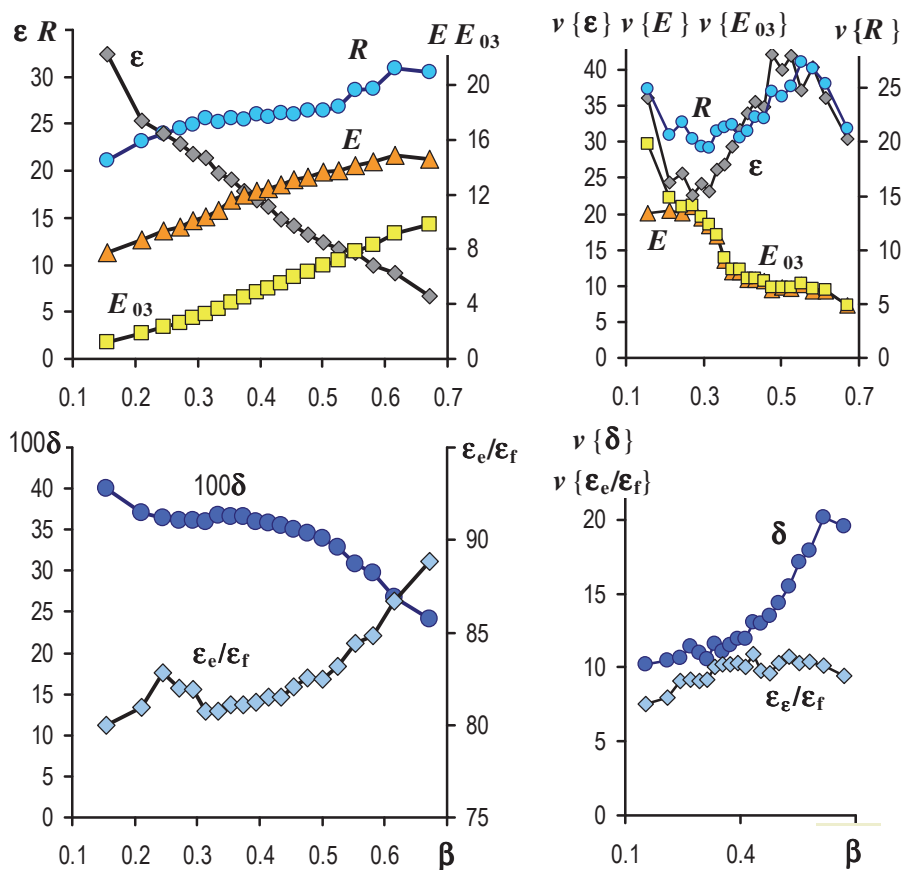 ε R E E03
ν{ε} ν{E} ν{E03} ν{R}
35 30 25 20 15 10 5 0
20 16 12 8 4 0
ε R E E03
0.1 0.2 0.3 0.4 0.5 0.6 0.7
40 35 30 25 20 15 10 5 0
25 20 15 10 5 0
R ε E E03
0.1 0.3 0.5 0.7
100δ εe/εf
40 35 30 25 20 15 10 5 0
90 85 80 75
100δ
εe/εf
0.1 0.2 0.3 0.4 0.5 0.6 β
ν{δ}
ν{εe/εf}
20 15 10 5 0
δ
εε/εf
0.1 0.4 β